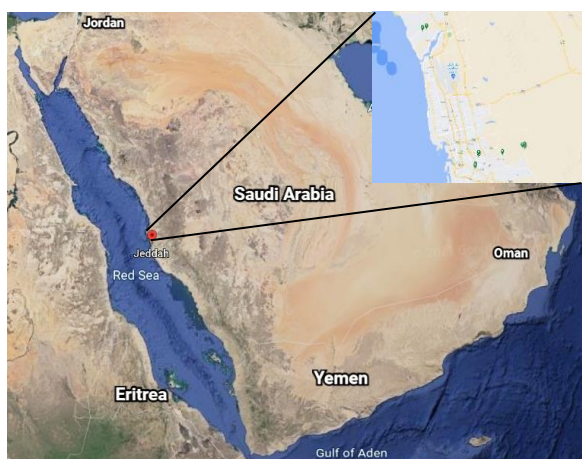 Jordan
Saudi Arabia
Jeddah
Oman
Red Sea
Yemen
Eritrea
Gulf of Aden